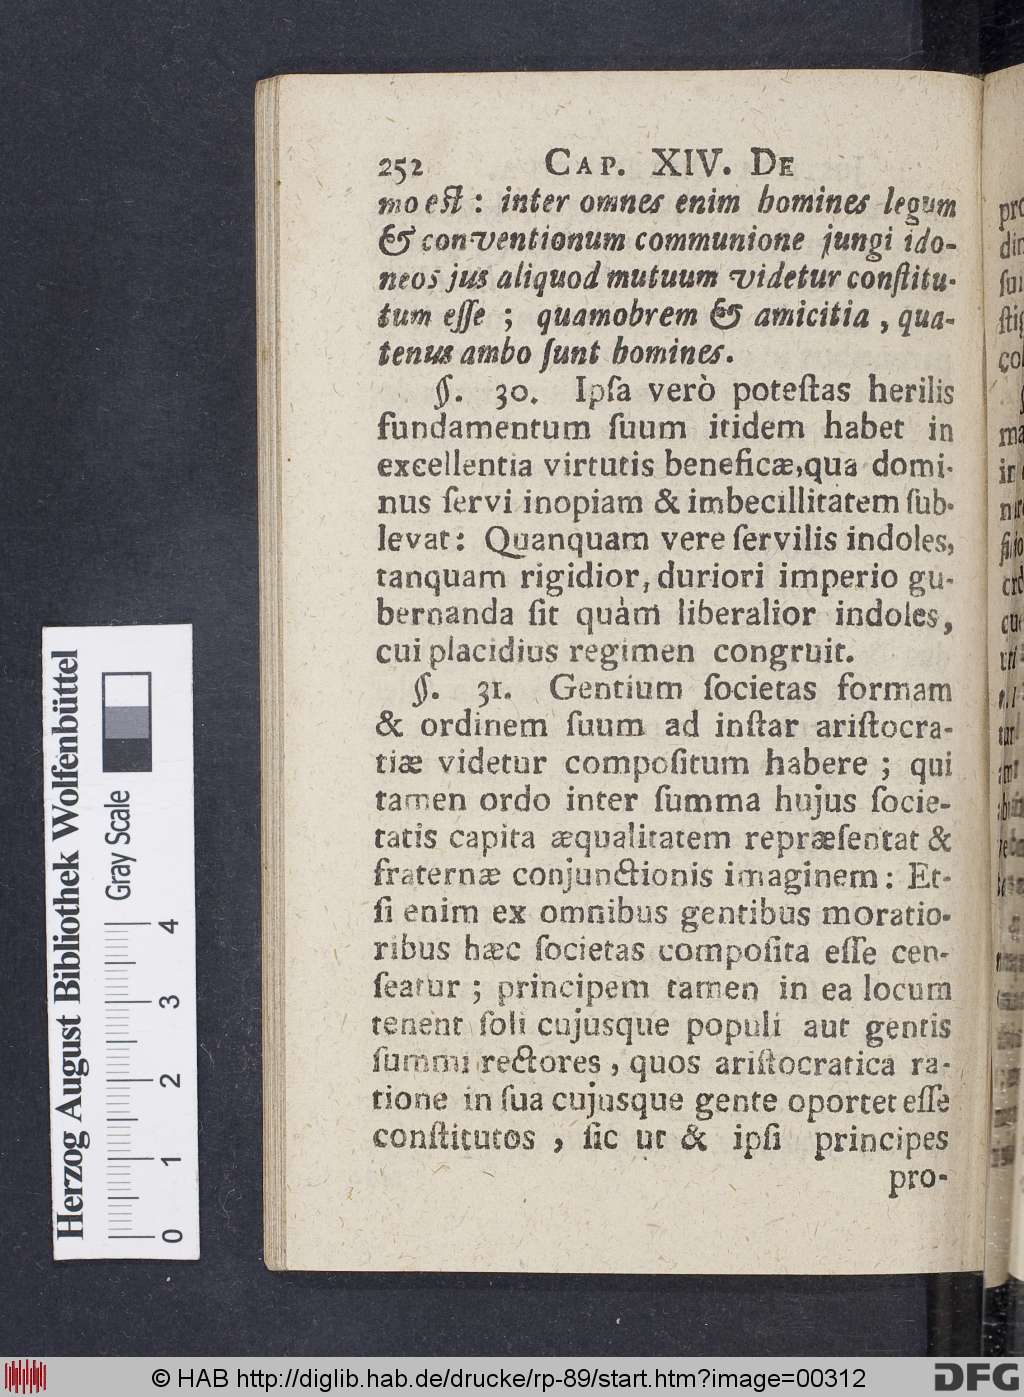 252 CAP. XIV. DE
mo est : inter omnes enim homines legum
& conventionum communione jungi ido-
neos jus aliquod mutuum videtur conſtitu-
tum eſſe ; quamobrem & amicitia , qua-
tenus ambo ſunt homines.
§. 30. Ipſa verò poteſtas herilis
fundamentum ſuum itidem habet in
excellentia virtutis beneficæ,qua domi-
nus ſervi inopiam & imbecillitatem ſub-
levat: Quanquam vere ſervilis indoles,
tanquam rigidior, duriori imperio gu-
bernanda ſit quàm liberalior indoles,
cui placidius regimen congruit.
§. 31. Gentium ſocietas formam
& ordinem ſuum ad inſtar ariſtocra-
tiæ videtur compoſitum habere ; qui
tamen ordo inter ſumma hujus ſocie-
tatis capita æqualitatem repræſentat &
fraternæ conjunctionis imaginem: Et-
ſi enim ex omnibus gentibus moratio-
ribus hæc ſocietas compoſita eſſe cen-
ſeatur ; principem tamen in ea locum
tenent ſoli cujusque populi aut gentis
ſummi rectores , quos ariſtocratica ra-
tione in ſua cujusque gente oportet eſſe
conſtitutos , ſic ut & ipſi principes
pro-
Herzog August Bibliothek Wolfenbüttel
Gray Scale
0 1 2 3 4
© HAB http://diglib.hab.de/drucke/rp-89/start.htm?image=00312
DFG